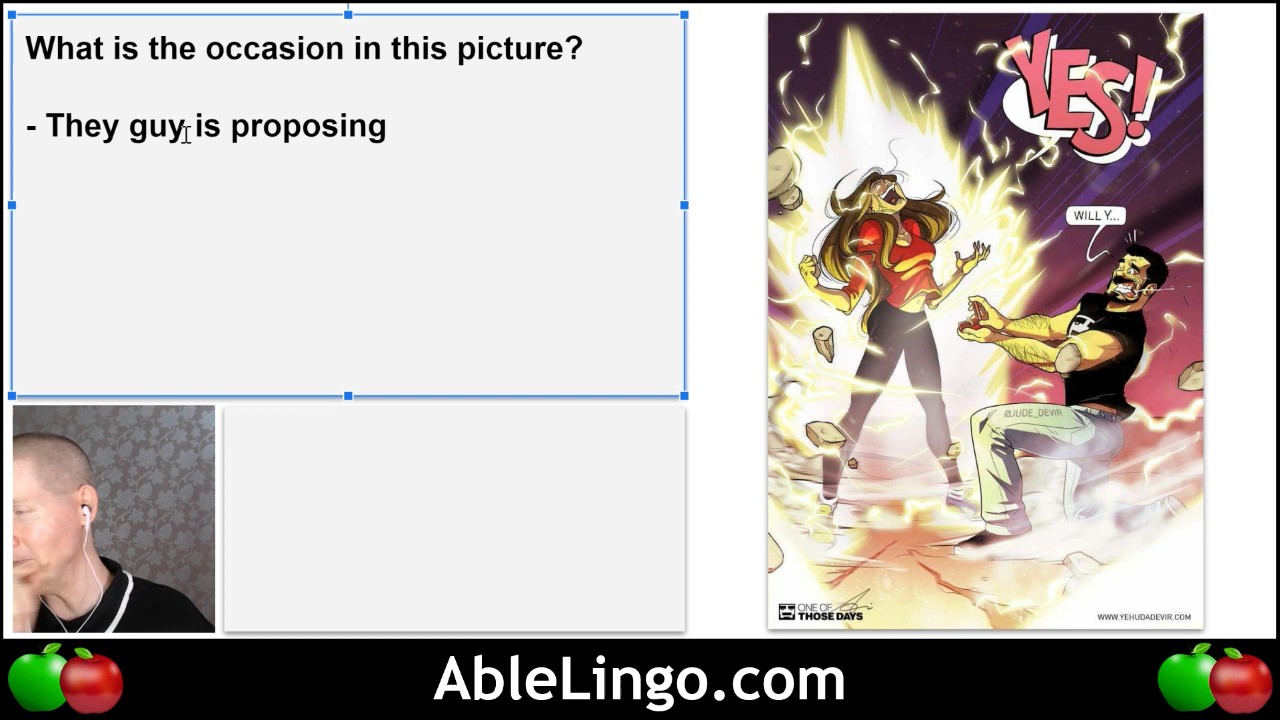 What is the occasion in this picture?
- They guy is proposing
YES!
WILL Y...
@JUDE_DEVIR
ONE OF
THOSE DAYS
WWW.YEHUDADEVIR.COM
AbleLingo.com